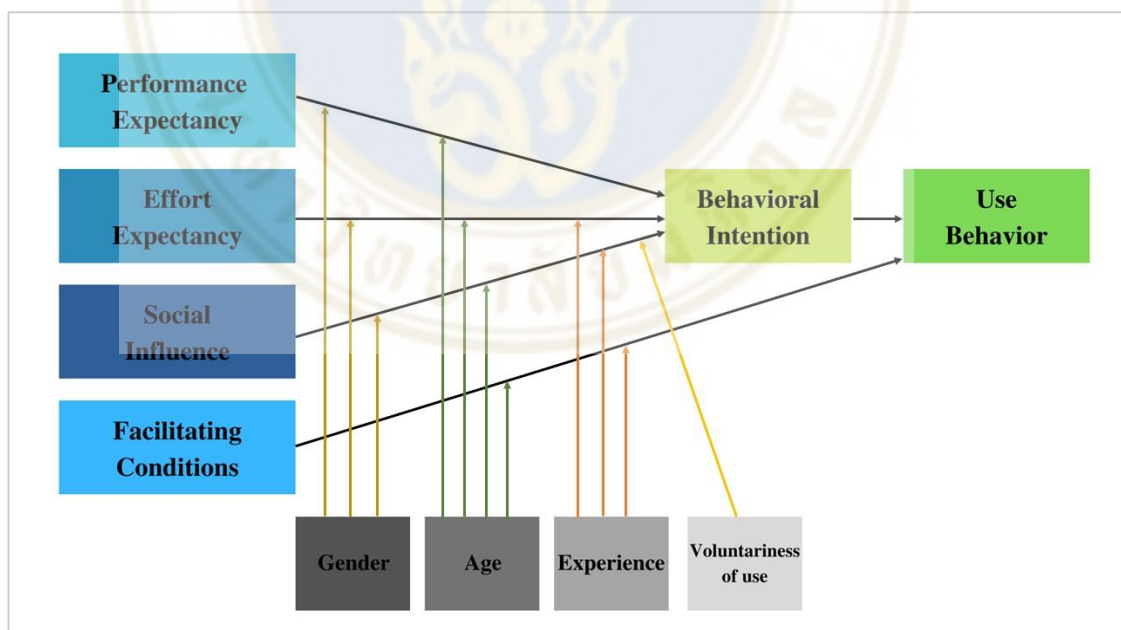 Performance
Expectancy
Effort
Expectancy
Social
Influence
Facilitating
Conditions
Behavioral
Intention
Use
Behavior
Gender
Age
Experience
Voluntariness
of use